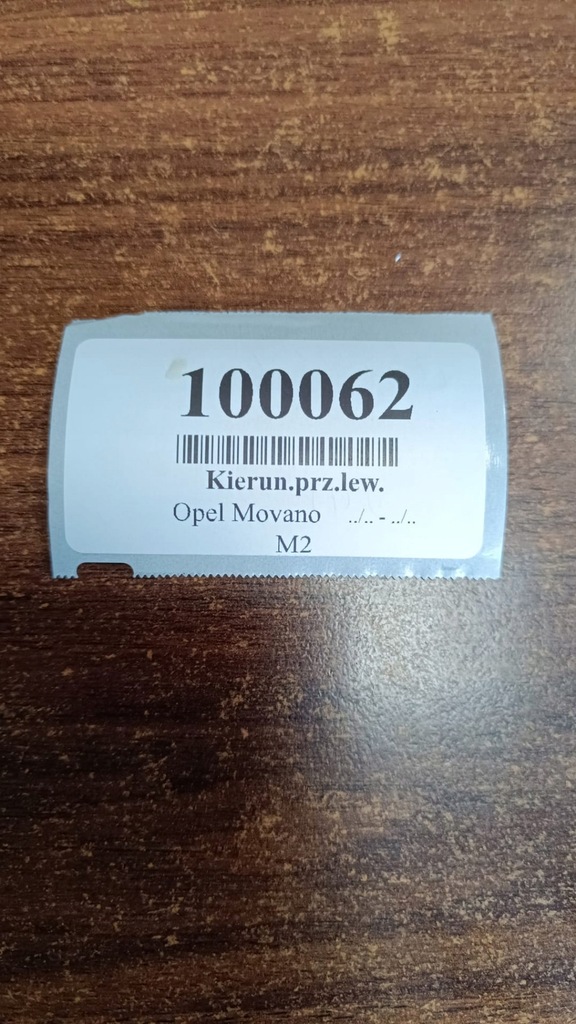 100062
Kierun.prz.lew.
Opel Movano ../.. - ../..
M2